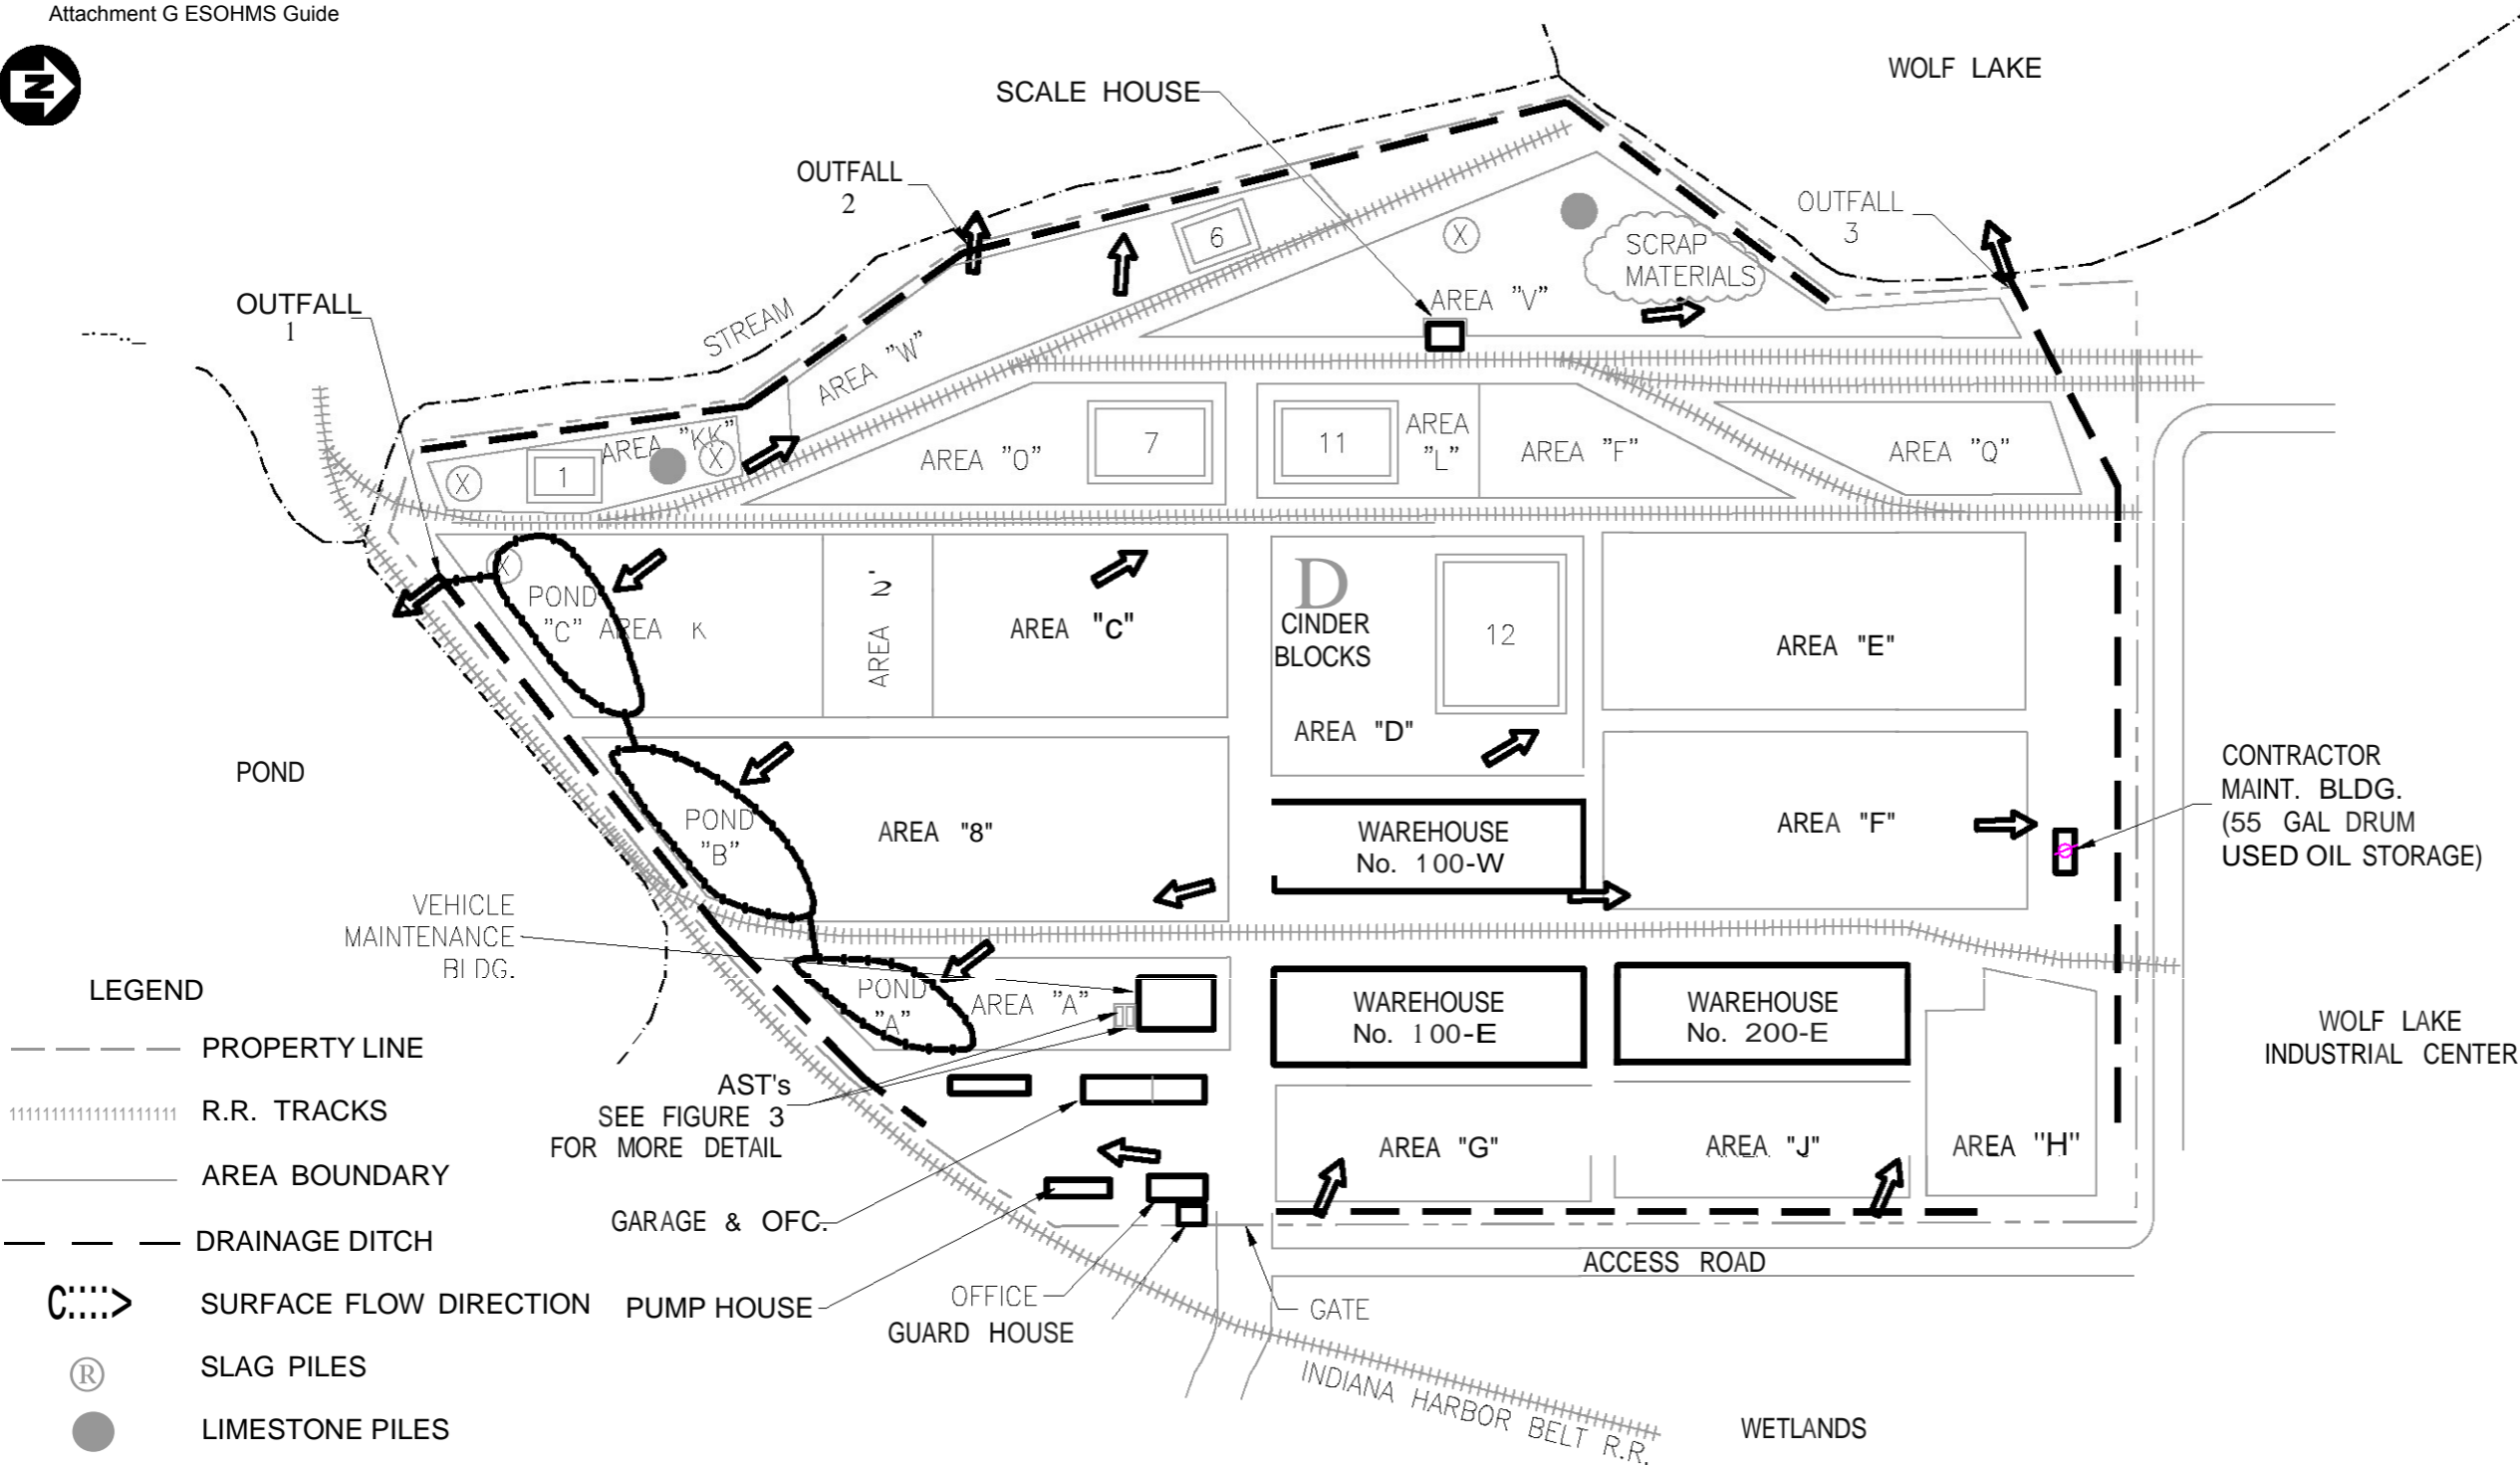 Attachment G ESOHMS Guide
N
WOLF LAKE
SCALE HOUSE
OUTFALL
2
OUTFALL
3
SCRAP
MATERIALS
X
6
AREA "V"
OUTFALL
1
STREAM
AREA "W"
AREA "KK"
X
1
X
AREA "O"
7
11
AREA
"L"
AREA "F"
AREA "Q"
X
POND
"C"
AREA K
AREA '2
AREA "C"
D
CINDER
BLOCKS
12
AREA "D"
AREA "E"
POND
POND
"B"
AREA "8"
WAREHOUSE
No. 100-W
AREA "F"
CONTRACTOR
MAINT. BLDG.
(55 GAL DRUM
USED OIL STORAGE)
VEHICLE
MAINTENANCE
BI DG.
POND
"A"
AREA "A"
WAREHOUSE
No. 100-E
WAREHOUSE
No. 200-E
WOLF LAKE
INDUSTRIAL CENTER
AST's
SEE FIGURE 3
FOR MORE DETAIL
AREA "G"
AREA "J"
AREA "H"
GARAGE & OFC.
ACCESS ROAD
PUMP HOUSE
OFFICE
GUARD HOUSE
GATE
INDIANA HARBOR BELT R.R.
WETLANDS
LEGEND
PROPERTY LINE
R.R. TRACKS
AREA BOUNDARY
DRAINAGE DITCH
C::::> SURFACE FLOW DIRECTION
® SLAG PILES
LIMESTONE PILES